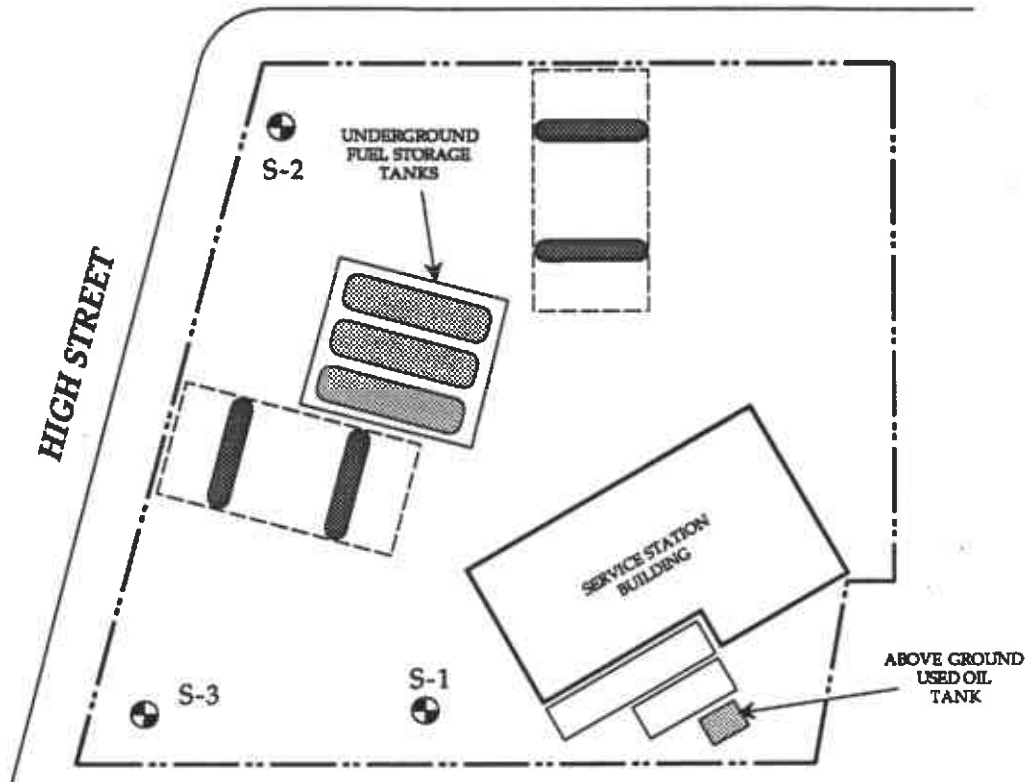 UNDERGROUND
FUEL STORAGE
TANKS
S-2
HIGH STREET
SERVICE STATION
BUILDING
S-3
S-1
ABOVE GROUND
USED OIL
TANK